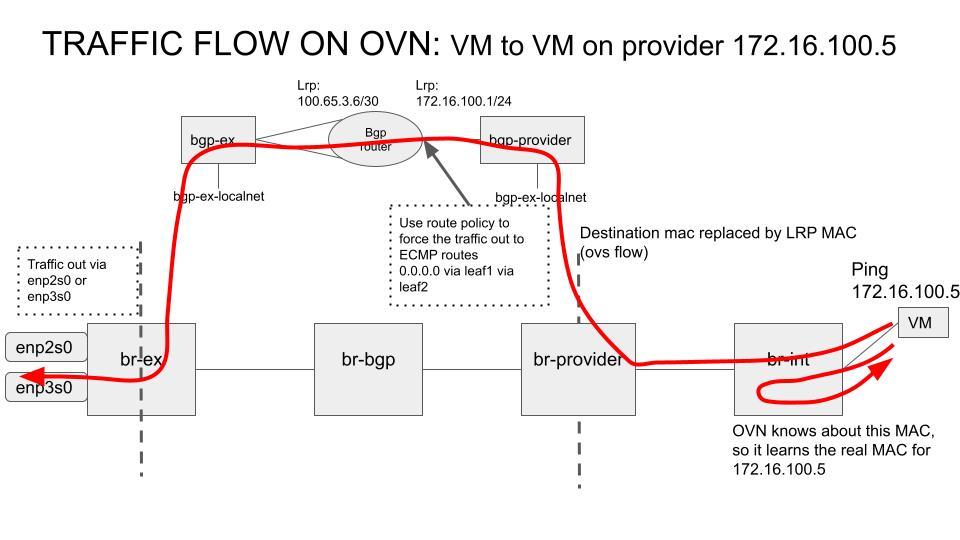 TRAFFIC FLOW ON OVN: VM to VM on provider 172.16.100.5
Lrp:
100.65.3.6/30
Lrp:
172.16.100.1/24
bgp-ex
Bgp
router
bgp-provider
bgp-ex-localnet
bgp-ex-localnet
Use route policy to
force the traffic out to
ECMP routes
0.0.0.0 via leaf1 via
leaf2
Destination mac replaced by LRP MAC
(ovs flow)
Traffic out via
enp2s0 or
enp3s0
Ping
172.16.100.5
VM
enp2s0
enp3s0
br-ex
br-bgp
br-provider
br-int
OVN knows about this MAC,
so it learns the real MAC for
172.16.100.5